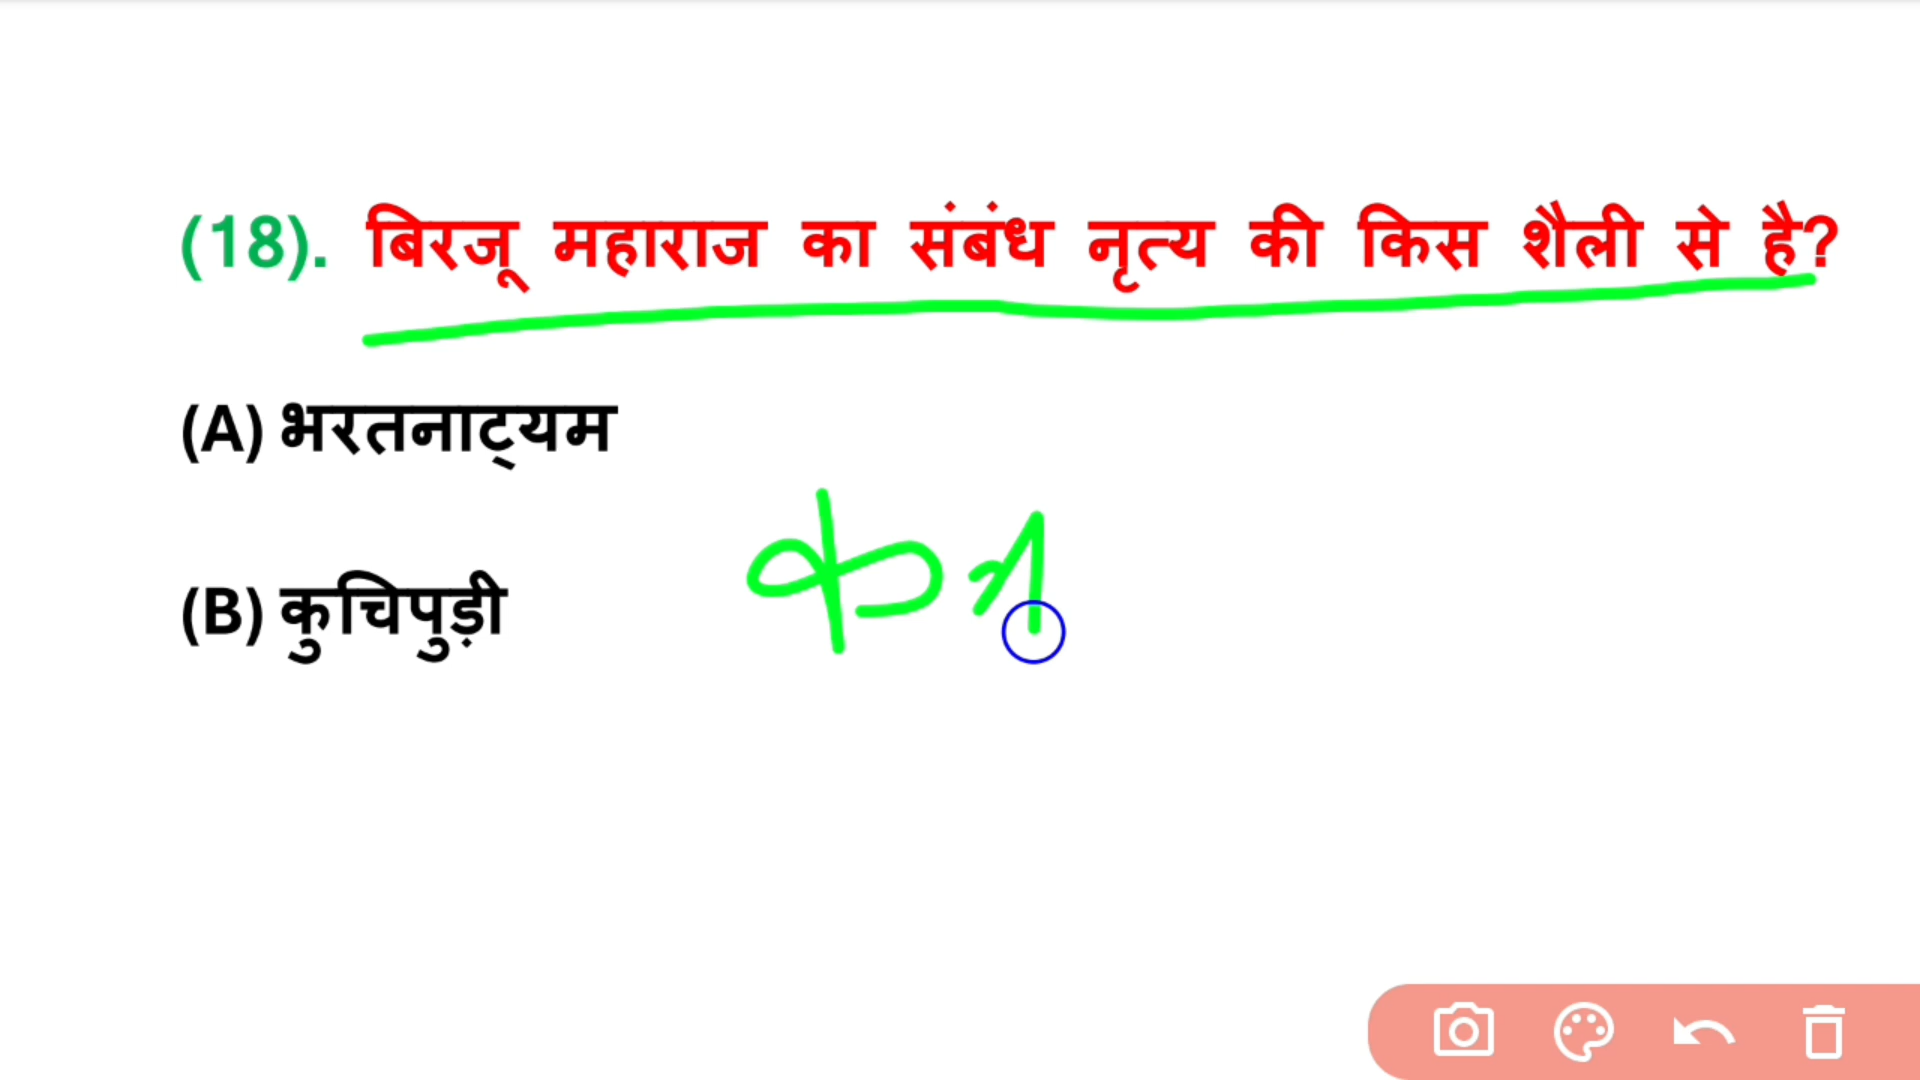 (18). बिरजू महाराज का संबंध नृत्य की किस शैली से है?
(A) भरतनाट्यम
(B) कुचिपुड़ी